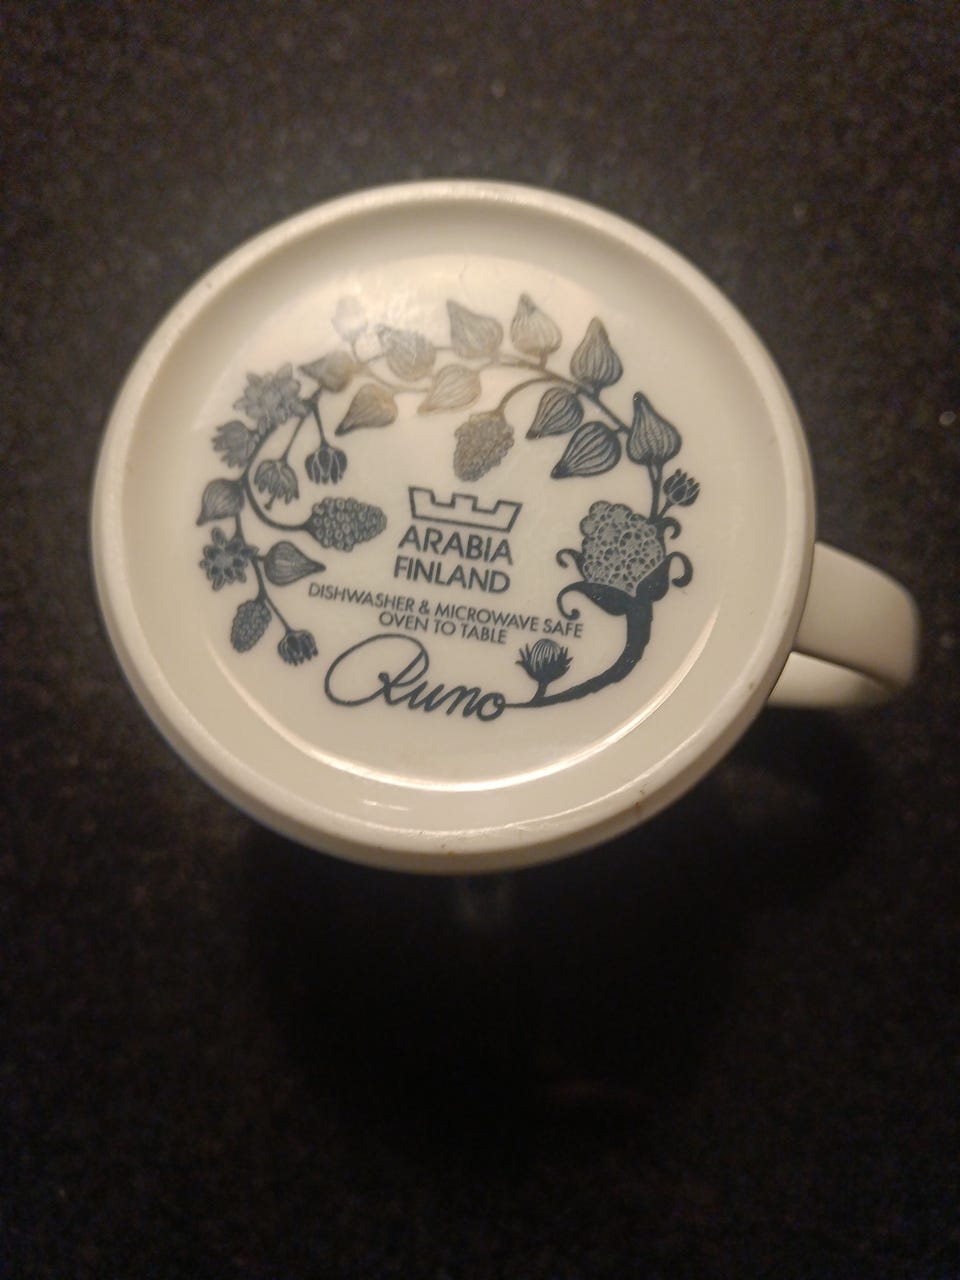 ARABIA
FINLAND
DISHWASHER & MICROWAVE SAFE
OVEN TO TABLE
Runo